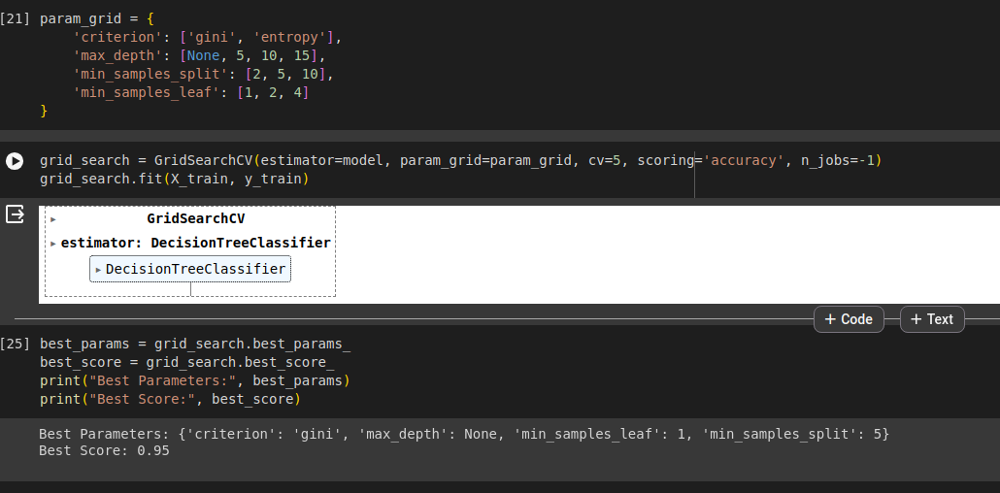 [21] param_grid = {
    'criterion': ['gini', 'entropy'],
    'max_depth': [None, 5, 10, 15],
    'min_samples_split': [2, 5, 10],
    'min_samples_leaf': [1, 2, 4]
}
grid_search = GridSearchCV(estimator=model, param_grid=param_grid, cv=5, scoring='accuracy', n_jobs=-1)
grid_search.fit(X_train, y_train)
GridSearchCV
estimator: DecisionTreeClassifier
DecisionTreeClassifier
+ Code + Text
[25] best_params = grid_search.best_params_
best_score = grid_search.best_score_
print("Best Parameters:", best_params)
print("Best Score:", best_score)
Best Parameters: {'criterion': 'gini', 'max_depth': None, 'min_samples_leaf': 1, 'min_samples_split': 5}
Best Score: 0.95